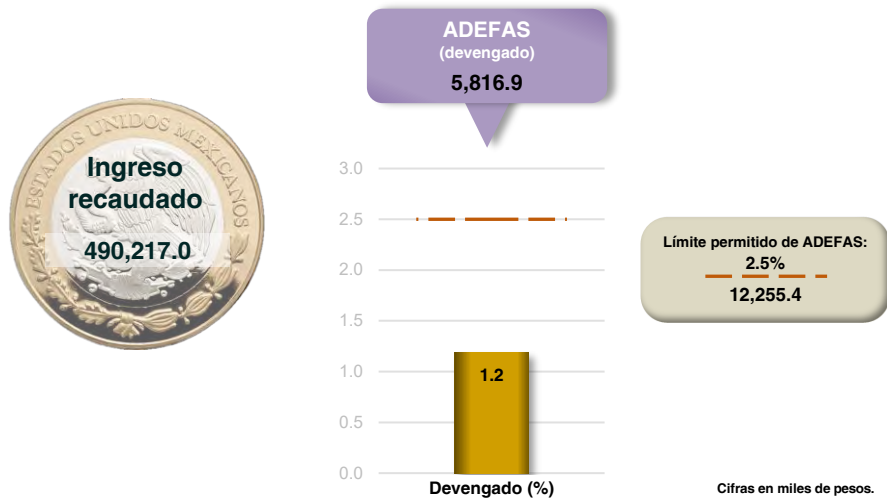 ADEFAS
(devengado)
5,816.9
ESTADOS UNIDOS MEXICANOS
Ingreso
recaudado
490,217.0
3.0
2.5
2.0
1.5
1.0
0.5
0.0
1.2
Devengado (%)
Límite permitido de ADEFAS:
2.5%
12,255.4
Cifras en miles de pesos.